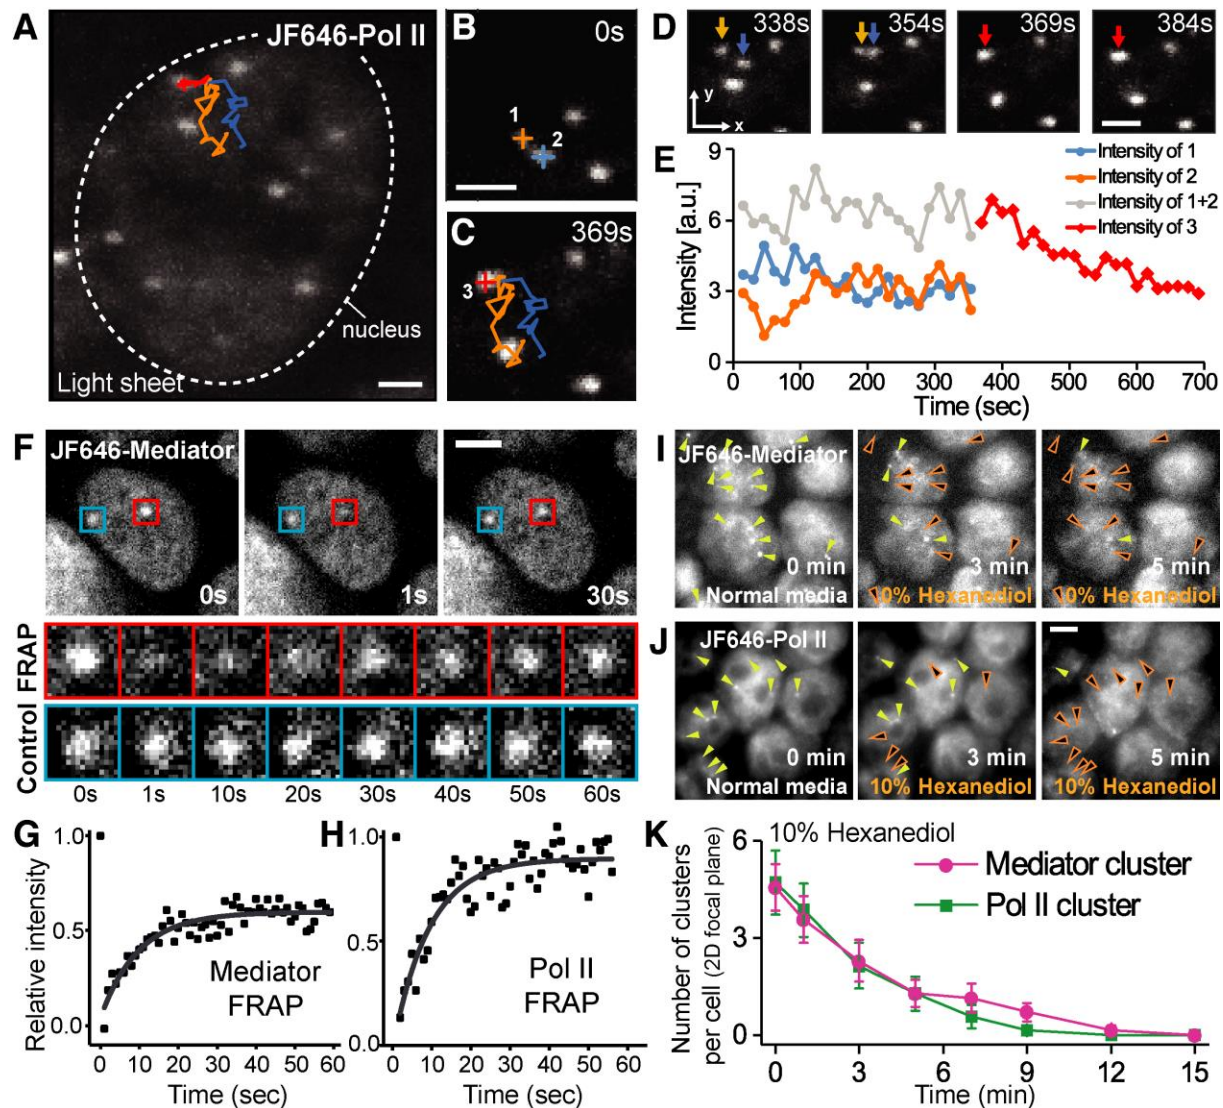 A
JF646-Pol II
nucleus
Light sheet
B
0s
1
2
C
369s
3
D
338s
354s
369s
384s
y
x
E
9
6
3
0
Intensity [a.u.]
Intensity of 1
Intensity of 2
Intensity of 1+2
Intensity of 3
0
100
200
300
400
500
600
700
Time (sec)
F
JF646-Mediator
0s
1s
30s
Control FRAP
0s
1s
10s
20s
30s
40s
50s
60s
I
JF646-Mediator
0 min
Normal media
3 min
10% Hexanediol
5 min
10% Hexanediol
J
JF646-Pol II
0 min
Normal media
3 min
10% Hexanediol
5 min
10% Hexanediol
G
1.0
0.5
0.0
Relative intensity
Mediator
FRAP
0
10
20
30
40
50
60
Time (sec)
H
1.0
0.5
0.0
Pol II
FRAP
0
10
20
30
40
50
60
Time (sec)
K
10% Hexanediol
Mediator cluster
Pol II cluster
6
3
0
Number of clusters
per cell (2D focal plane)
0
3
6
9
12
15
Time (min)